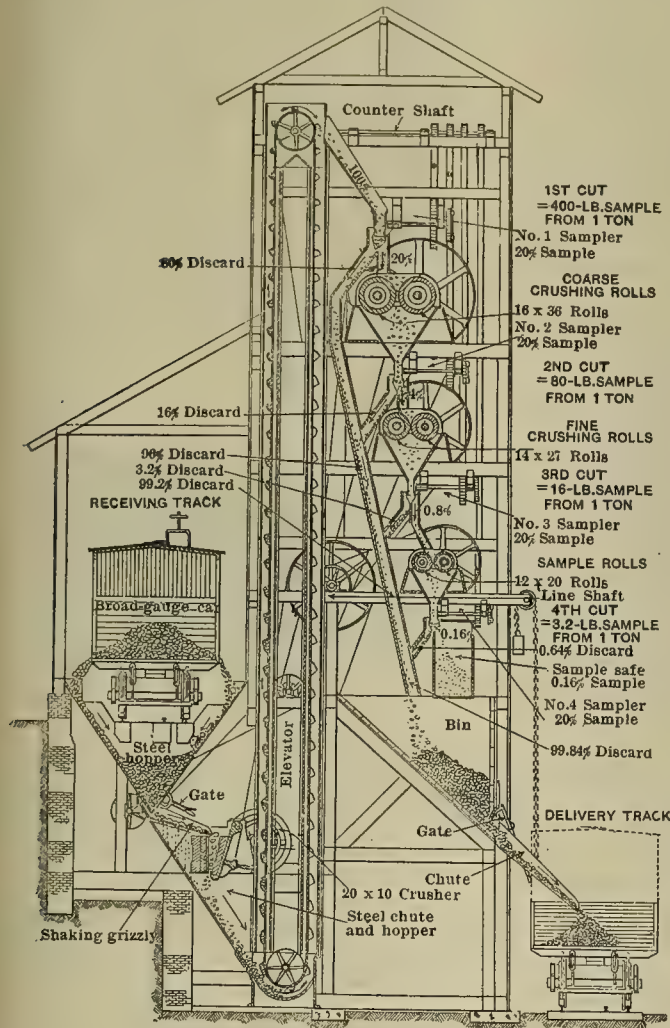 Counter Shaft
100%
1ST CUT
=400-LB.SAMPLE
FROM 1 TON
No. 1 Sampler
20% Sample
80% Discard
20%
COARSE
CRUSHING ROLLS
16 x 36 Rolls
No. 2 Sampler
20% Sample
2ND CUT
=80-LB.SAMPLE
FROM 1 TON
16% Discard
4%
FINE
CRUSHING ROLLS
14 x 27 Rolls
96% Discard
3.2% Discard
99.2% Discard
3RD CUT
=16-LB.SAMPLE
FROM 1 TON
0.8%
No. 3 Sampler
20% Sample
RECEIVING TRACK
Broad-gauge-car
SAMPLE ROLLS
12 x 20 Rolls
Line Shaft
4TH CUT
=3.2-LB.SAMPLE
FROM 1 TON
0.16
0.64% Discard
Sample safe
0.16% Sample
No. 4 Sampler
20% Sample
Bin
99.84% Discard
Steel
hopper
Elevator
Gate
Gate
DELIVERY TRACK
Chute
20 x 10 Crusher
Steel chute
and hopper
Shaking grizzly